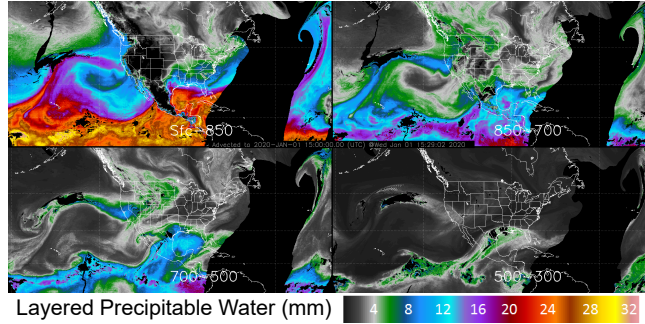 Sfc-850
850-700
Advected to 2020-JAN-01 15:00:00.00 (UTC) @Wed Jan 01 15:29:02 2020
700-500
500-300
Layered Precipitable Water (mm)
4 8 12 16 20 24 28 32